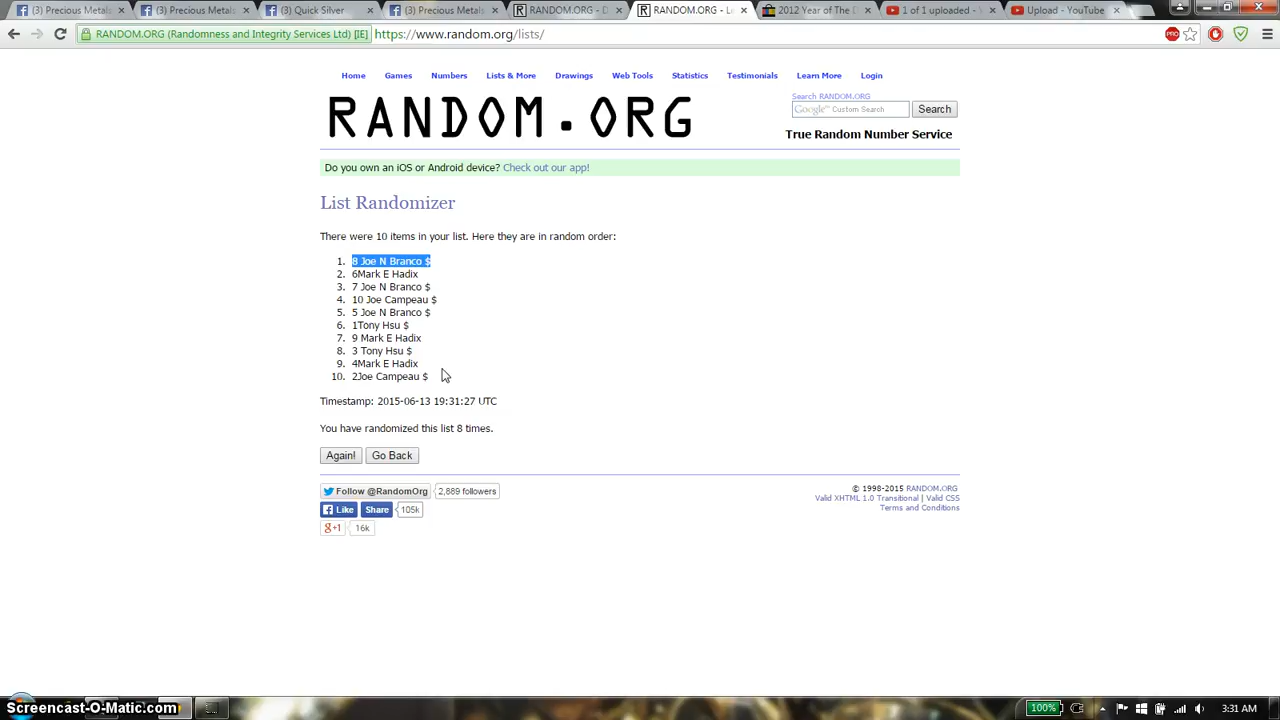 (3) Precious Metals
(3) Precious Metals
(3) Quick Silver
(3) Precious Metals
RANDOM.ORG - D
RANDOM.ORG - L
2012 Year of The D
1 of 1 uploaded -
Upload - YouTube
RANDOM.ORG (Randomness and Integrity Services Ltd) [IE]
https://www.random.org/lists/
PRO
Home Games Numbers Lists & More Drawings Web Tools Statistics Testimonials Learn More Login
RANDOM.ORG
Search RANDOM.ORG
Google™ Custom Search
Search
True Random Number Service
Do you own an iOS or Android device? Check out our app!
List Randomizer
There were 10 items in your list. Here they are in random order:
1. 8 Joe N Branco $
2. 6Mark E Hadix
3. 7 Joe N Branco $
4. 10 Joe Campeau $
5. 5 Joe N Branco $
6. 1Tony Hsu $
7. 9 Mark E Hadix
8. 3 Tony Hsu $
9. 4Mark E Hadix
10. 2Joe Campeau $
Timestamp: 2015-06-13 19:31:27 UTC
You have randomized this list 8 times.
Again!
Go Back
Follow @RandomOrg
2,889 followers
Like
Share
105k
+1
16k
© 1998-2015 RANDOM.ORG
Valid XHTML 1.0 Transitional | Valid CSS
Terms and Conditions
Screencast-O-Matic.com
100%
3:31 AM